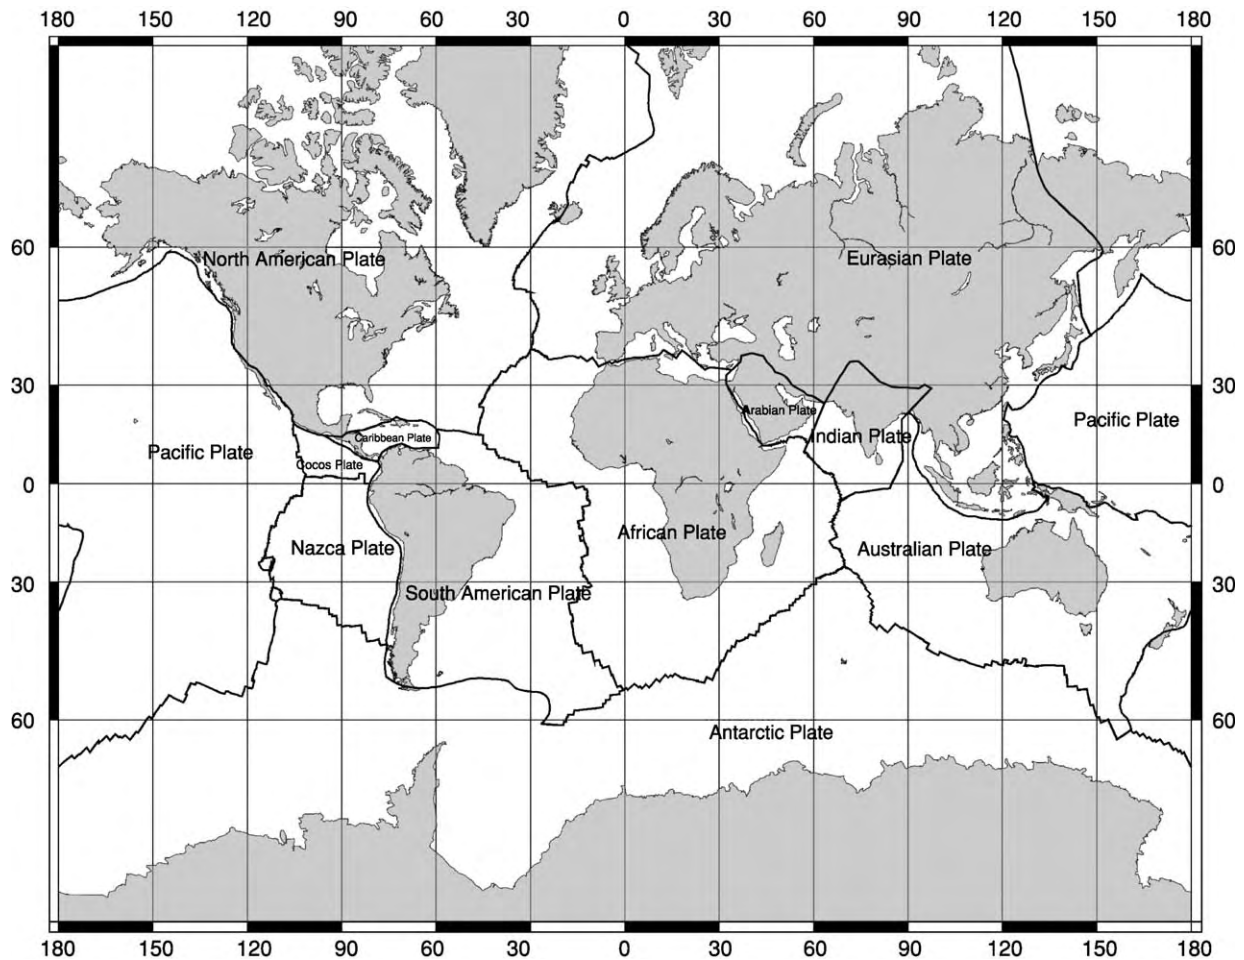 180 150 120 90 60 30 0 30 60 90 120 150 180
60 60
North American Plate Eurasian Plate
30 30
Arabian Plate
Pacific Plate
Caribbean Plate Indian Plate
Pacific Plate
Cocos Plate
0 0
African Plate
Nazca Plate Australian Plate
30 30
South American Plate
60 60
Antarctic Plate
180 150 120 90 60 30 0 30 60 90 120 150 180